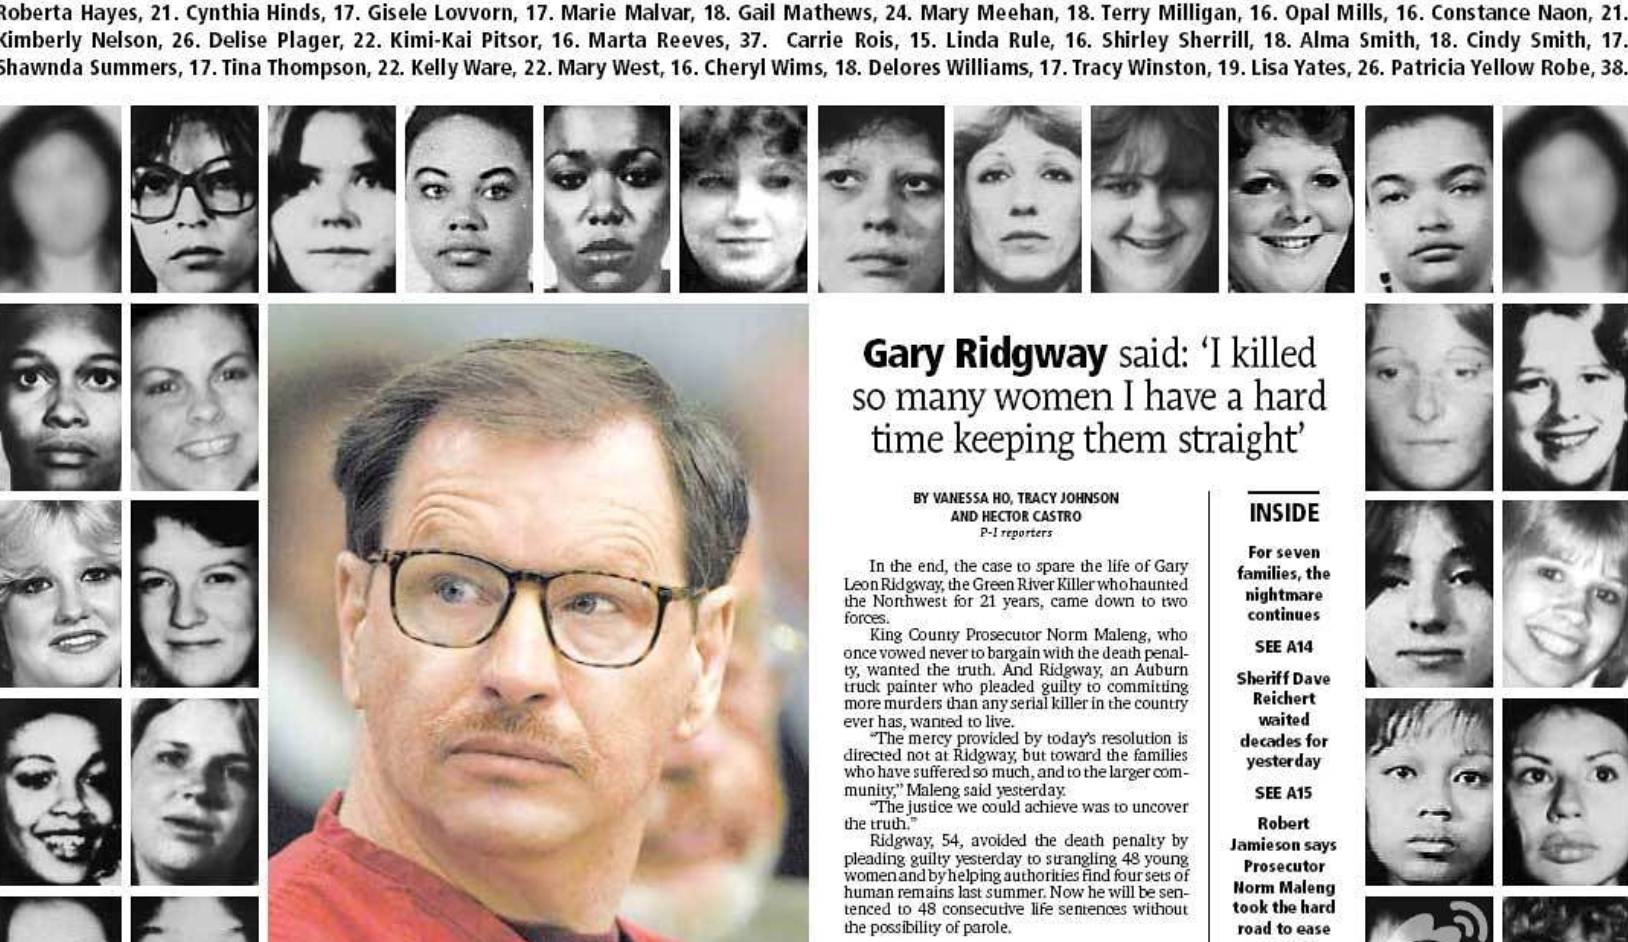 Roberta Hayes, 21. Cynthia Hinds, 17. Gisele Lovvorn, 17. Marie Malvar, 18. Gail Mathews, 24. Mary Meehan, 18. Terry Milligan, 16. Opal Mills, 16. Constance Naon, 21.
Kimberly Nelson, 26. Delise Plager, 22. Kimi-Kai Pitsor, 16. Marta Reeves, 37. Carrie Rois, 15. Linda Rule, 16. Shirley Sherrill, 18. Alma Smith, 18. Cindy Smith, 17.
Shawnda Summers, 17. Tina Thompson, 22. Kelly Ware, 22. Mary West, 16. Cheryl Wims, 18. Delores Williams, 17. Tracy Winston, 19. Lisa Yates, 26. Patricia Yellow Robe, 38.
Gary Ridgway said: ‘I killed
so many women I have a hard
time keeping them straight’
BY VANESSA HO, TRACY JOHNSON
AND HECTOR CASTRO
P-I reporters
In the end, the case to spare the life of Gary
Leon Ridgway, the Green River Killer who haunted
the Northwest for 21 years, came down to two
forces.
King County Prosecutor Norm Maleng, who
once vowed never to bargain with the death penal-
ty, wanted the truth. And Ridgway, an Auburn
truck painter who pleaded guilty to committing
more murders than any serial killer in the country
ever has, wanted to live.
“The mercy provided by today’s resolution is
directed not at Ridgway, but toward the families
who have suffered so much, and to the larger com-
munity,” Maleng said yesterday.
“The justice we could achieve was to uncover
the truth.”
Ridgway, 54, avoided the death penalty by
pleading guilty yesterday to strangling 48 young
women and by helping authorities find four sets of
human remains last summer. Now he will be sen-
tenced to 48 consecutive life sentences without
the possibility of parole.
INSIDE
For seven
families, the
nightmare
continues
SEE A14
Sheriff Dave
Reichert
waited
decades for
yesterday
SEE A15
Robert
Jamieson says
Prosecutor
Norm Maleng
took the hard
road to ease